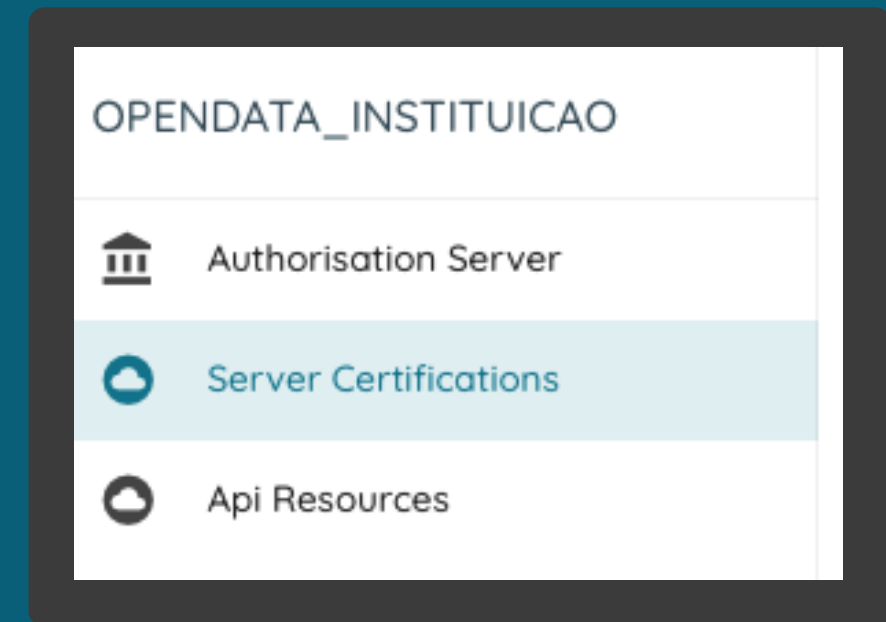 OPENDATA_INSTITUICAO
Authorisation Server
Server Certifications
Api Resources